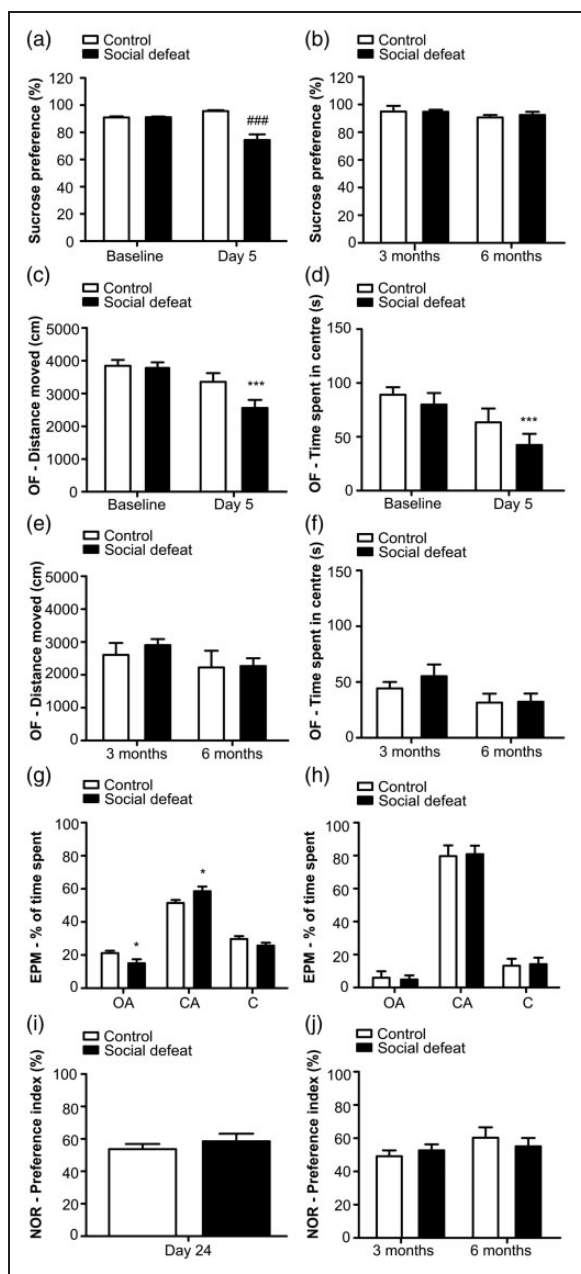 (a)
Control
Social defeat
Sucrose preference (%)
120
100
80
60
40
20
0
###
Baseline
Day 5
(b)
Control
Social defeat
Sucrose preference (%)
120
100
80
60
40
20
0
3 months
6 months
(c)
Control
Social defeat
OF - Distance moved (cm)
5000
4000
3000
2000
1000
0
***
Baseline
Day 5
(d)
Control
Social defeat
OF - Time spent in centre (s)
150
100
50
0
***
Baseline
Day 5
(e)
Control
Social defeat
OF - Distance moved (cm)
5000
4000
3000
2000
1000
0
3 months
6 months
(f)
Control
Social defeat
OF - Time spent in centre (s)
150
100
50
0
3 months
6 months
(g)
Control
Social defeat
EPM - % of time spent
100
80
60
40
20
0
*
*
OA
CA
C
(h)
Control
Social defeat
EPM - % of time spent
100
80
60
40
20
0
OA
CA
C
(i)
Control
Social defeat
NOR - Preference index (%)
100
80
60
40
20
0
Day 24
(j)
Control
Social defeat
NOR - Preference index (%)
100
80
60
40
20
0
3 months
6 months